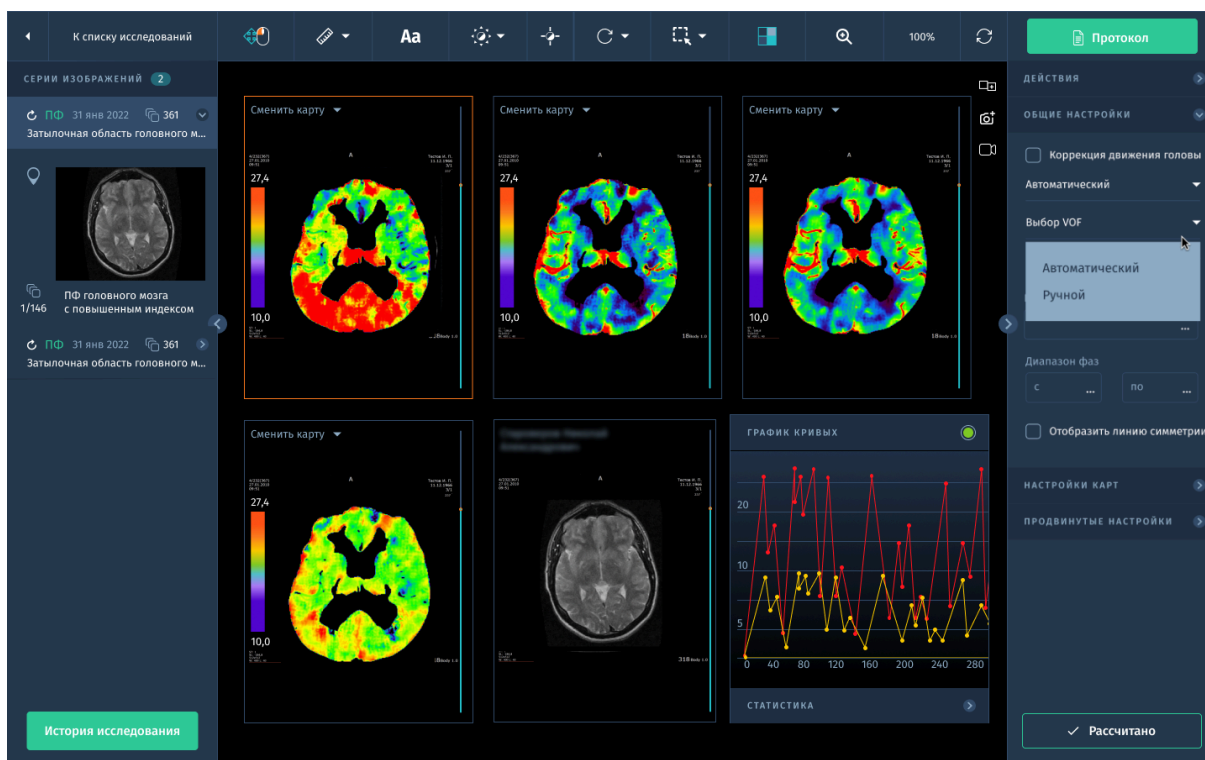 К списку исследований
Aa
100%
Протокол
СЕРИИ ИЗОБРАЖЕНИЙ 2
ПФ 31 янв 2022 361
Затылочная область головного м...
1/146
ПФ головного мозга
с повышенным индексом
ПФ 31 янв 2022 361
Затылочная область головного м...
История исследования
Сменить карту
A
27,4
10,0
Сменить карту
A
27,4
10,0
Сменить карту
A
27,4
10,0
Сменить карту
A
27,4
10,0
A
ГРАФИК КРИВЫХ
20
10
5
0 40 80 120 160 200 240 280
СТАТИСТИКА
ДЕЙСТВИЯ
ОБЩИЕ НАСТРОЙКИ
Коррекция движения головы
Автоматический
Выбор VOF
Автоматический
Ручной
...
Диапазон фаз
с ... по ...
Отобразить линию симметрии
НАСТРОЙКИ КАРТ
ПРОДВИНУТЫЕ НАСТРОЙКИ
Рассчитано